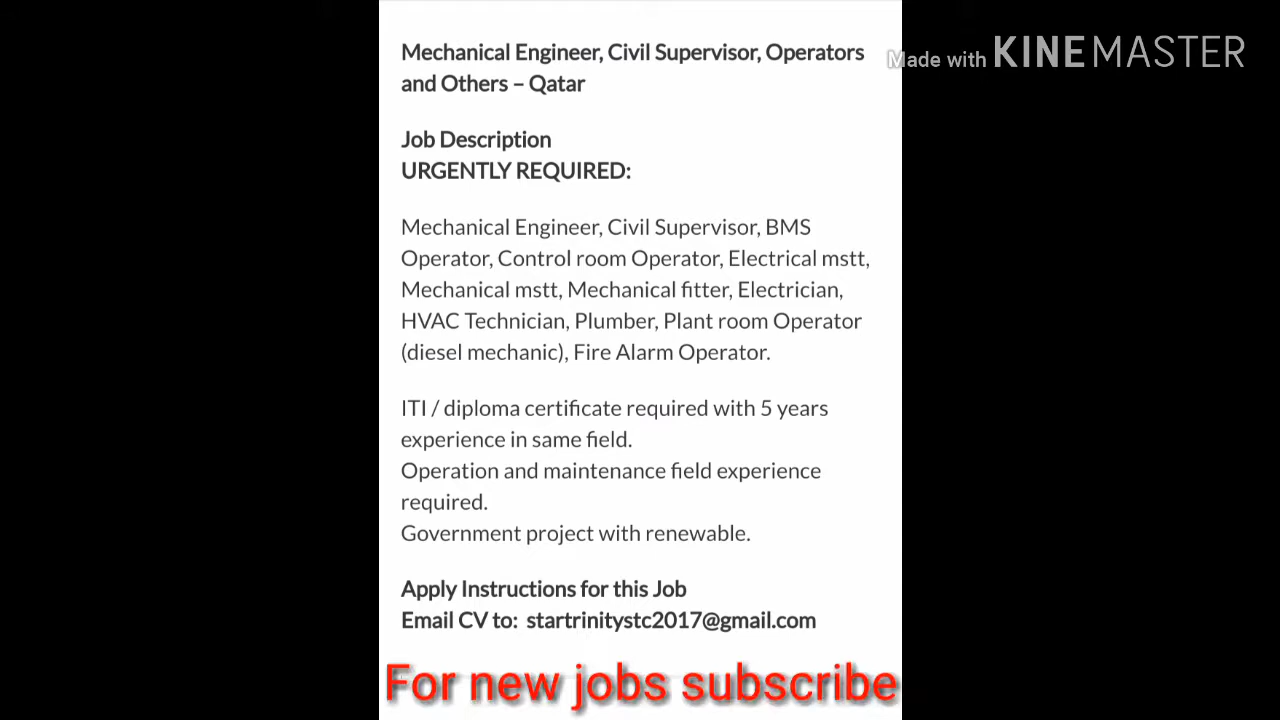 Mechanical Engineer, Civil Supervisor, Operators
and Others – Qatar
Made with KINEMASTER
Job Description
URGENTLY REQUIRED:
Mechanical Engineer, Civil Supervisor, BMS
Operator, Control room Operator, Electrical mstt,
Mechanical mstt, Mechanical fitter, Electrician,
HVAC Technician, Plumber, Plant room Operator
(diesel mechanic), Fire Alarm Operator.
ITI / diploma certificate required with 5 years
experience in same field.
Operation and maintenance field experience
required.
Government project with renewable.
Apply Instructions for this Job
Email CV to: startrinitystc2017@gmail.com
For new jobs subscribe